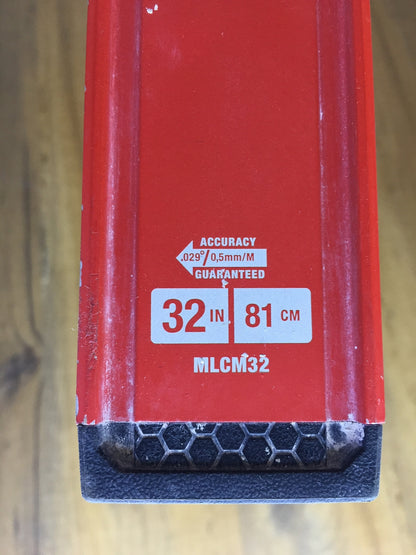 ACCURACY
.029°/0,5mm/M
GUARANTEED
32 IN 81 CM
MLCM32